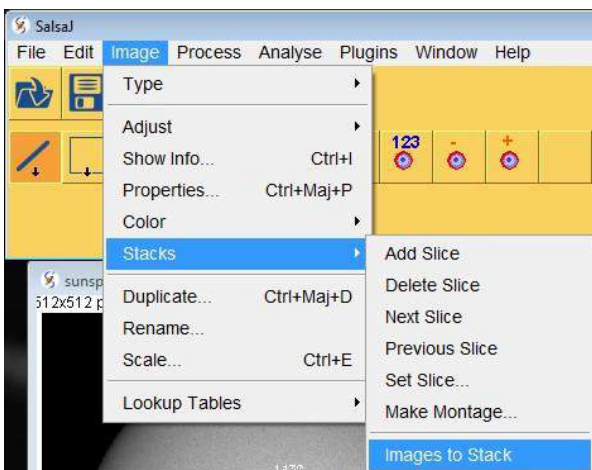 SalsaJ
File Edit Image Process Analyse Plugins Window Help
123 - +
Type
Adjust
Show Info... Ctrl+I
Properties... Ctrl+Maj+P
Color
Stacks
Duplicate... Ctrl+Maj+D
Rename...
Scale... Ctrl+E
Lookup Tables
Add Slice
Delete Slice
Next Slice
Previous Slice
Set Slice...
Make Montage...
Images to Stack
sunsp
512x512 p